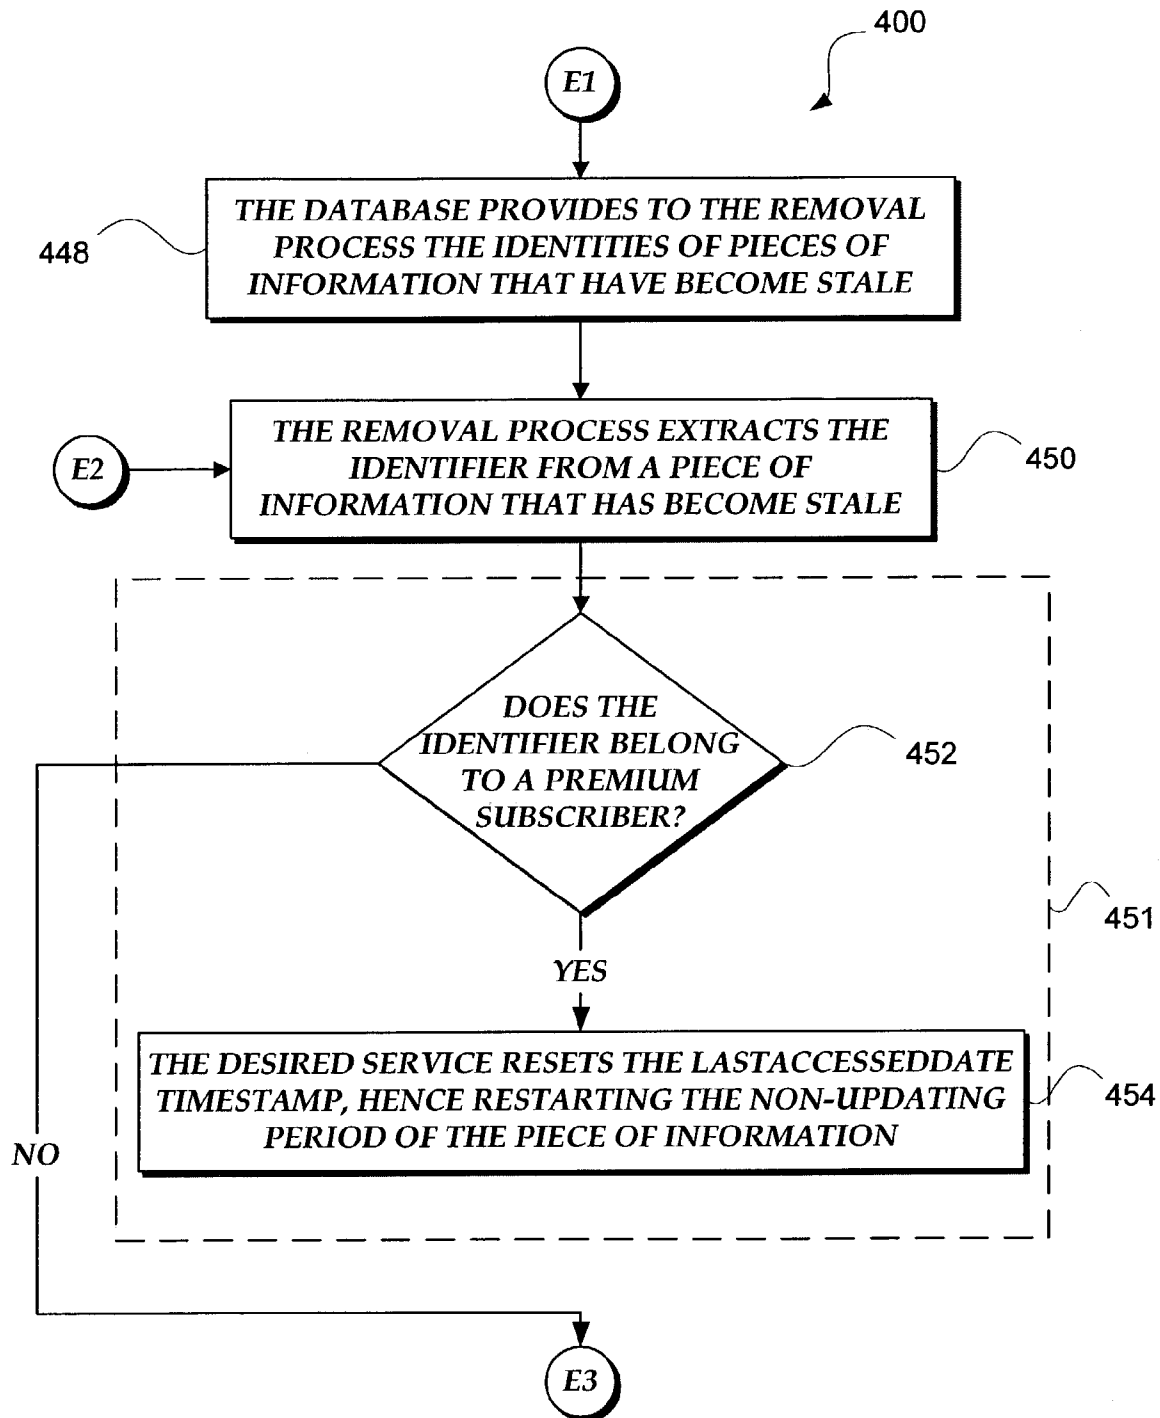 400
E1
THE DATABASE PROVIDES TO THE REMOVAL
PROCESS THE IDENTITIES OF PIECES OF
INFORMATION THAT HAVE BECOME STALE
448
THE REMOVAL PROCESS EXTRACTS THE
IDENTIFIER FROM A PIECE OF
INFORMATION THAT HAS BECOME STALE
E2
450
DOES THE
IDENTIFIER BELONG
TO A PREMIUM
SUBSCRIBER?
452
451
YES
THE DESIRED SERVICE RESETS THE LASTACCESSEDDATE
TIMESTAMP, HENCE RESTARTING THE NON-UPDATING
PERIOD OF THE PIECE OF INFORMATION
454
NO
E3